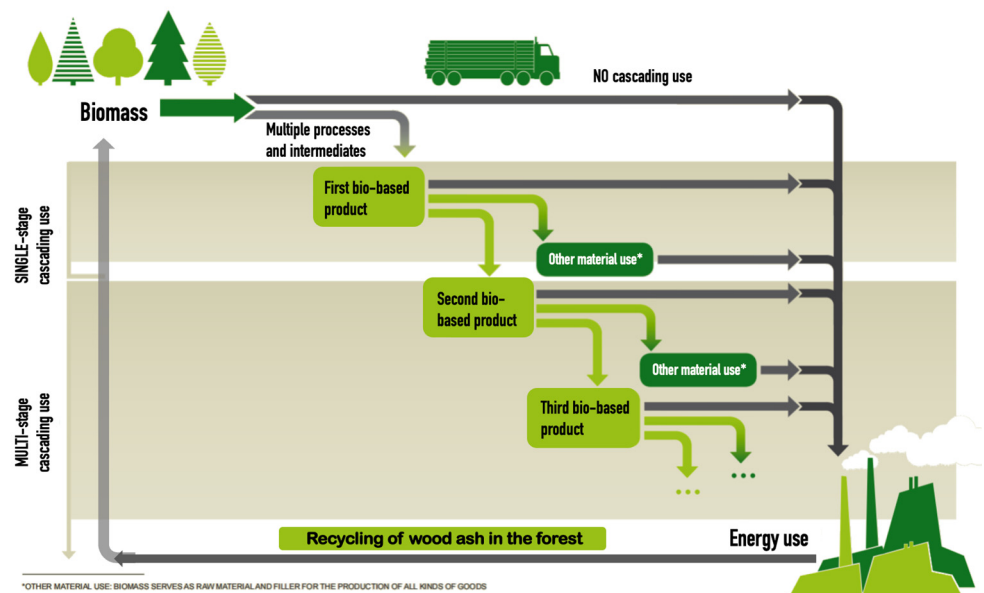 NO cascading use
Biomass
Multiple processes
and intermediates
SINGLE-stage
cascading use
First bio-based
product
Other material use*
Second bio-
based product
Other material use*
MULTI-stage
cascading use
Third bio-based
product
...
...
Recycling of wood ash in the forest
Energy use
*OTHER MATERIAL USE: BIOMASS SERVES AS RAW MATERIAL AND FILLER FOR THE PRODUCTION OF ALL KINDS OF GOODS